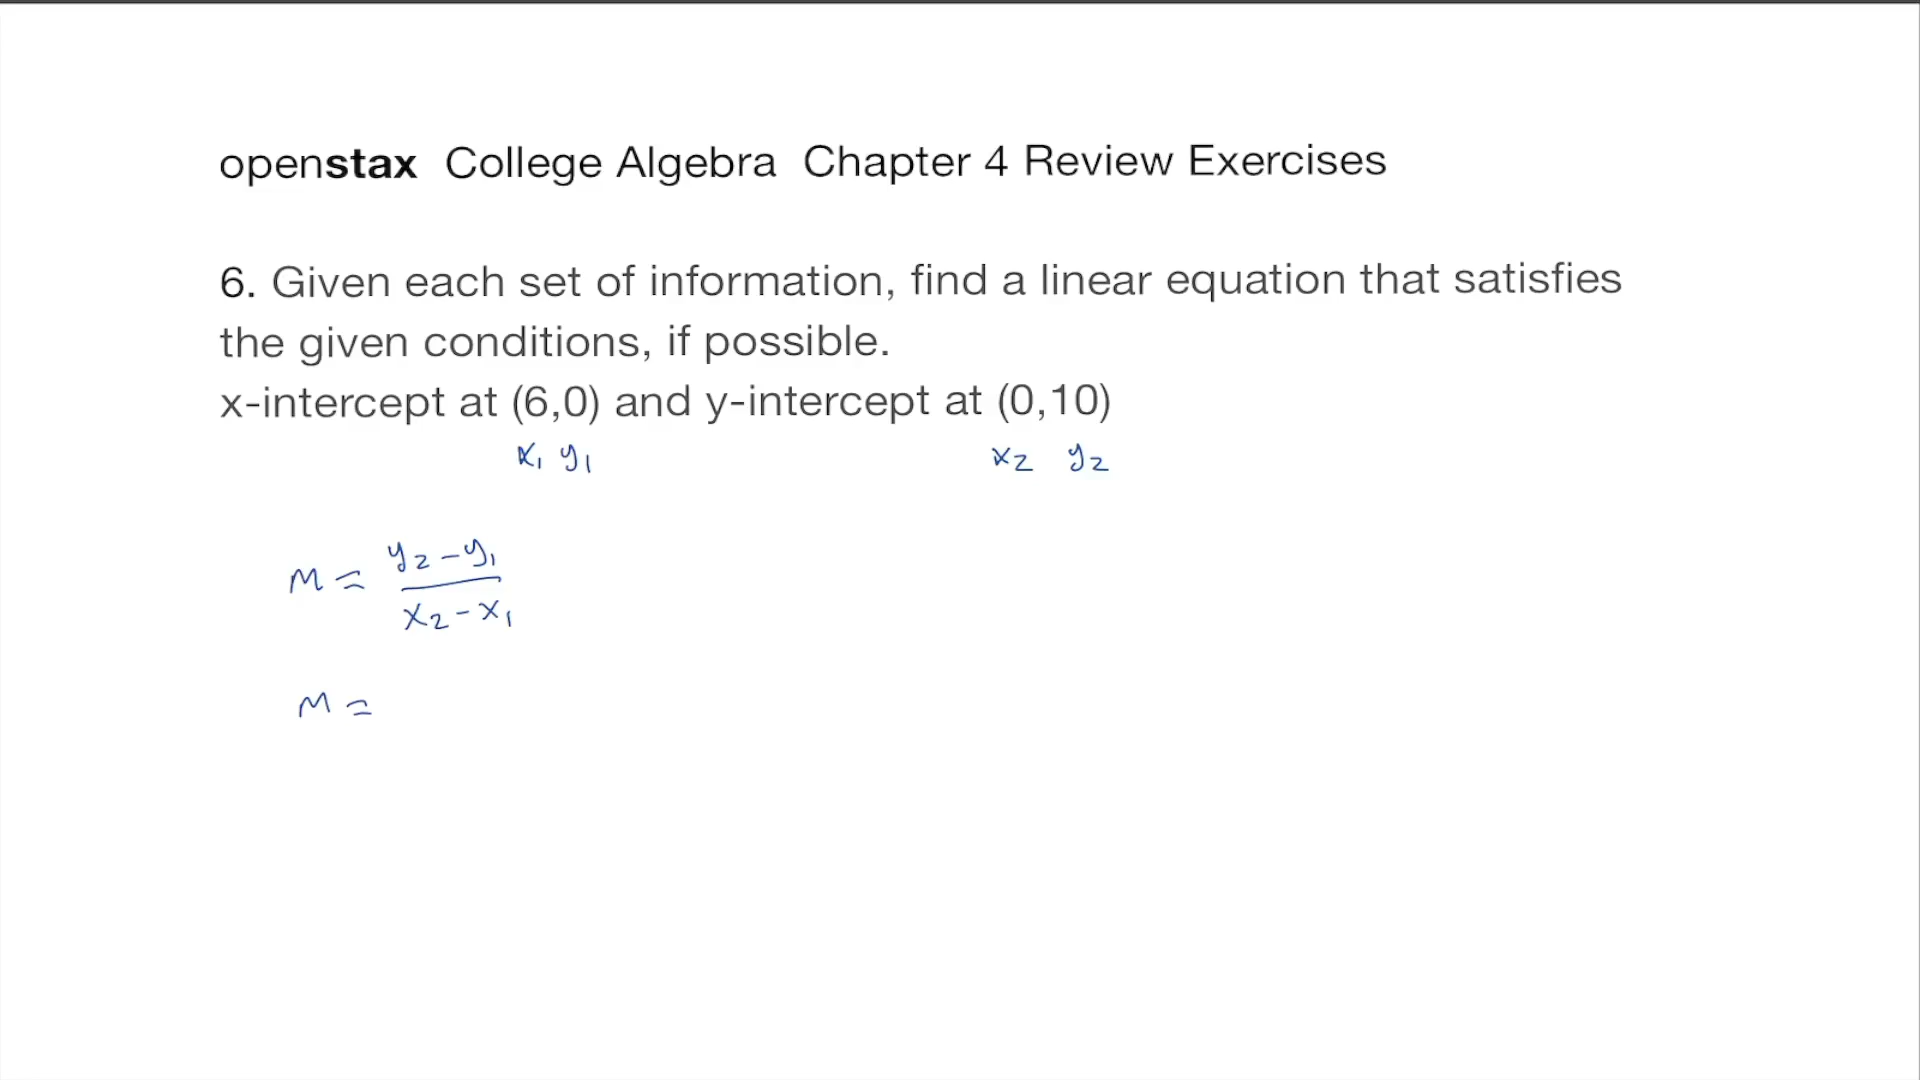 openstax College Algebra Chapter 4 Review Exercises
6. Given each set of information, find a linear equation that satisfies
the given conditions, if possible.
x-intercept at (6,0) and y-intercept at (0,10)
x₁ y₁ x₂ y₂
m = y₂ - y₁
x₂ - x₁
m =